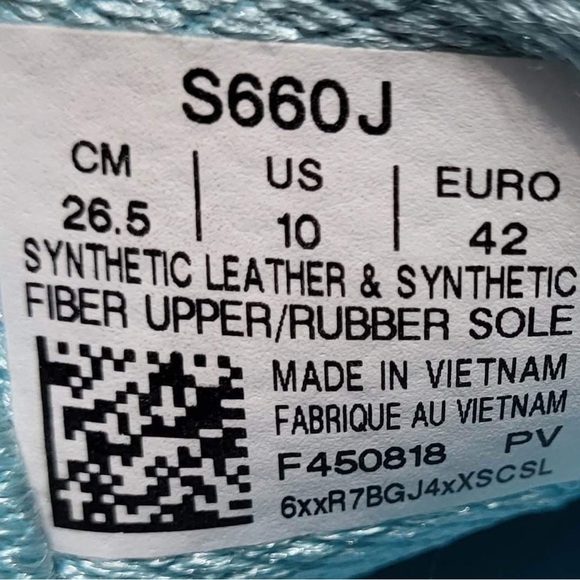 S660J
CM | US | EURO
26.5 | 10 | 42
SYNTHETIC LEATHER & SYNTHETIC
FIBER UPPER/RUBBER SOLE
MADE IN VIETNAM
FABRIQUE AU VIETNAM
F450818 PV
6xxR7BGJ4xXSCSL